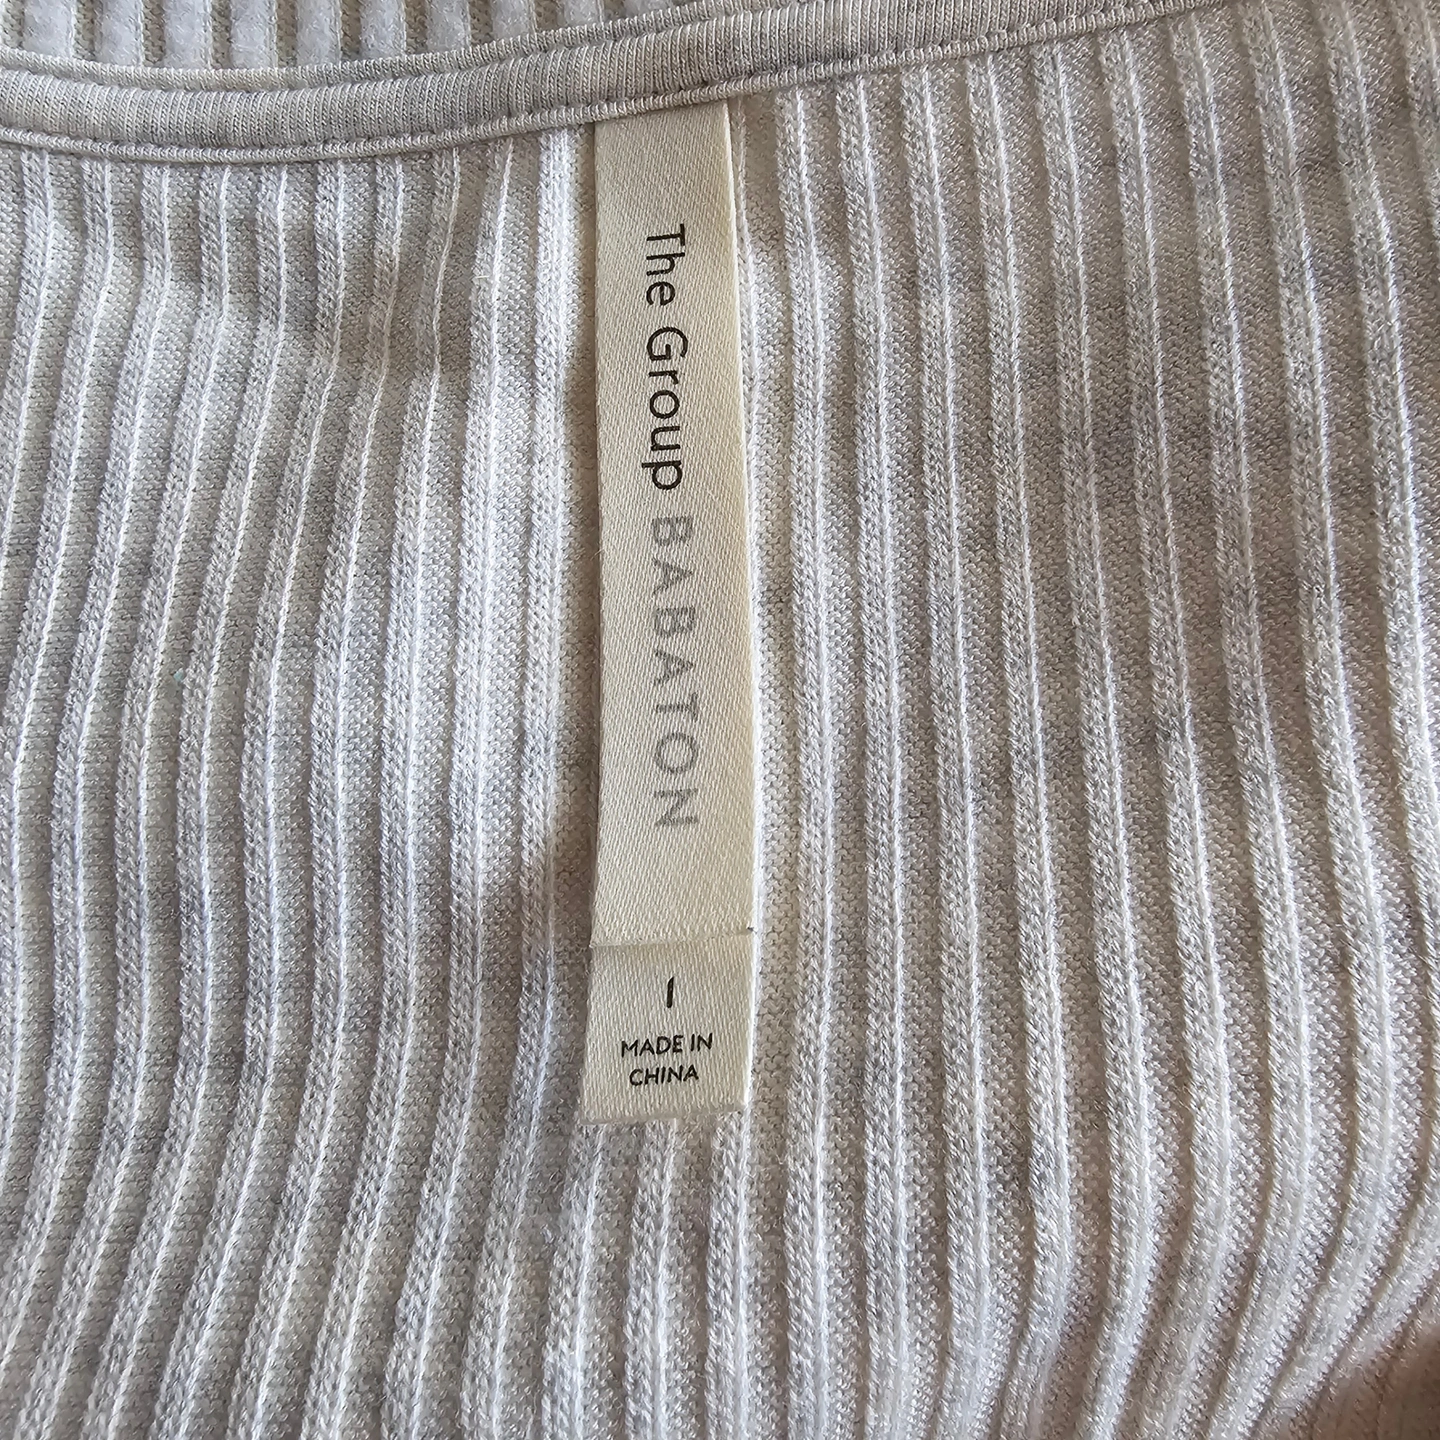 The Group BABATON
1
MADE IN
CHINA